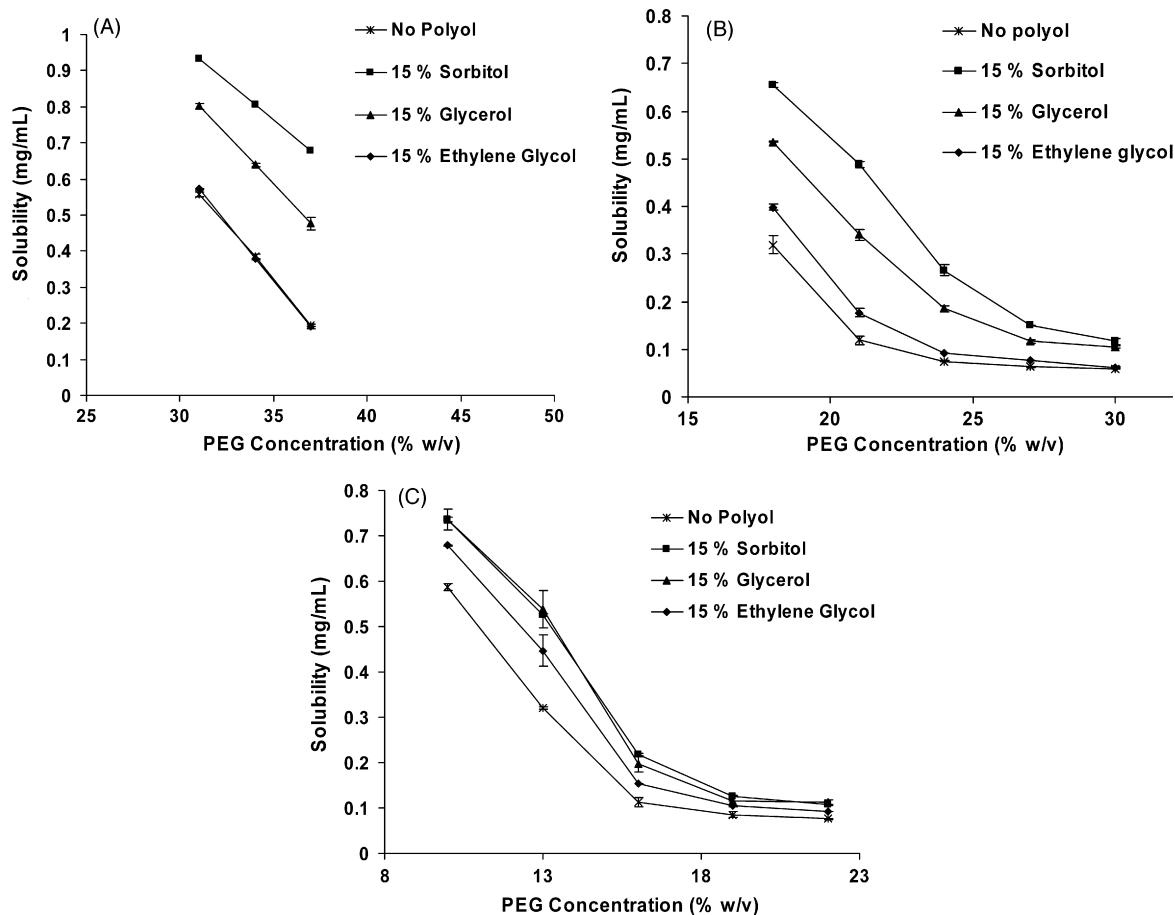 (A)
No Polyol
15 % Sorbitol
15 % Glycerol
15 % Ethylene Glycol
Solubility (mg/mL)
1
0.9
0.8
0.7
0.6
0.5
0.4
0.3
0.2
0.1
0
25 30 35 40 45 50
PEG Concentration (% w/v)
(B)
No polyol
15 % Sorbitol
15 % Glycerol
15 % Ethylene glycol
Solubility (mg/mL)
0.8
0.7
0.6
0.5
0.4
0.3
0.2
0.1
0
15 20 25 30
PEG Concentration (% w/v)
(C)
No Polyol
15 % Sorbitol
15 % Glycerol
15 % Ethylene Glycol
Solubility (mg/mL)
0.8
0.7
0.6
0.5
0.4
0.3
0.2
0.1
0
8 13 18 23
PEG Concentration (% w/v)